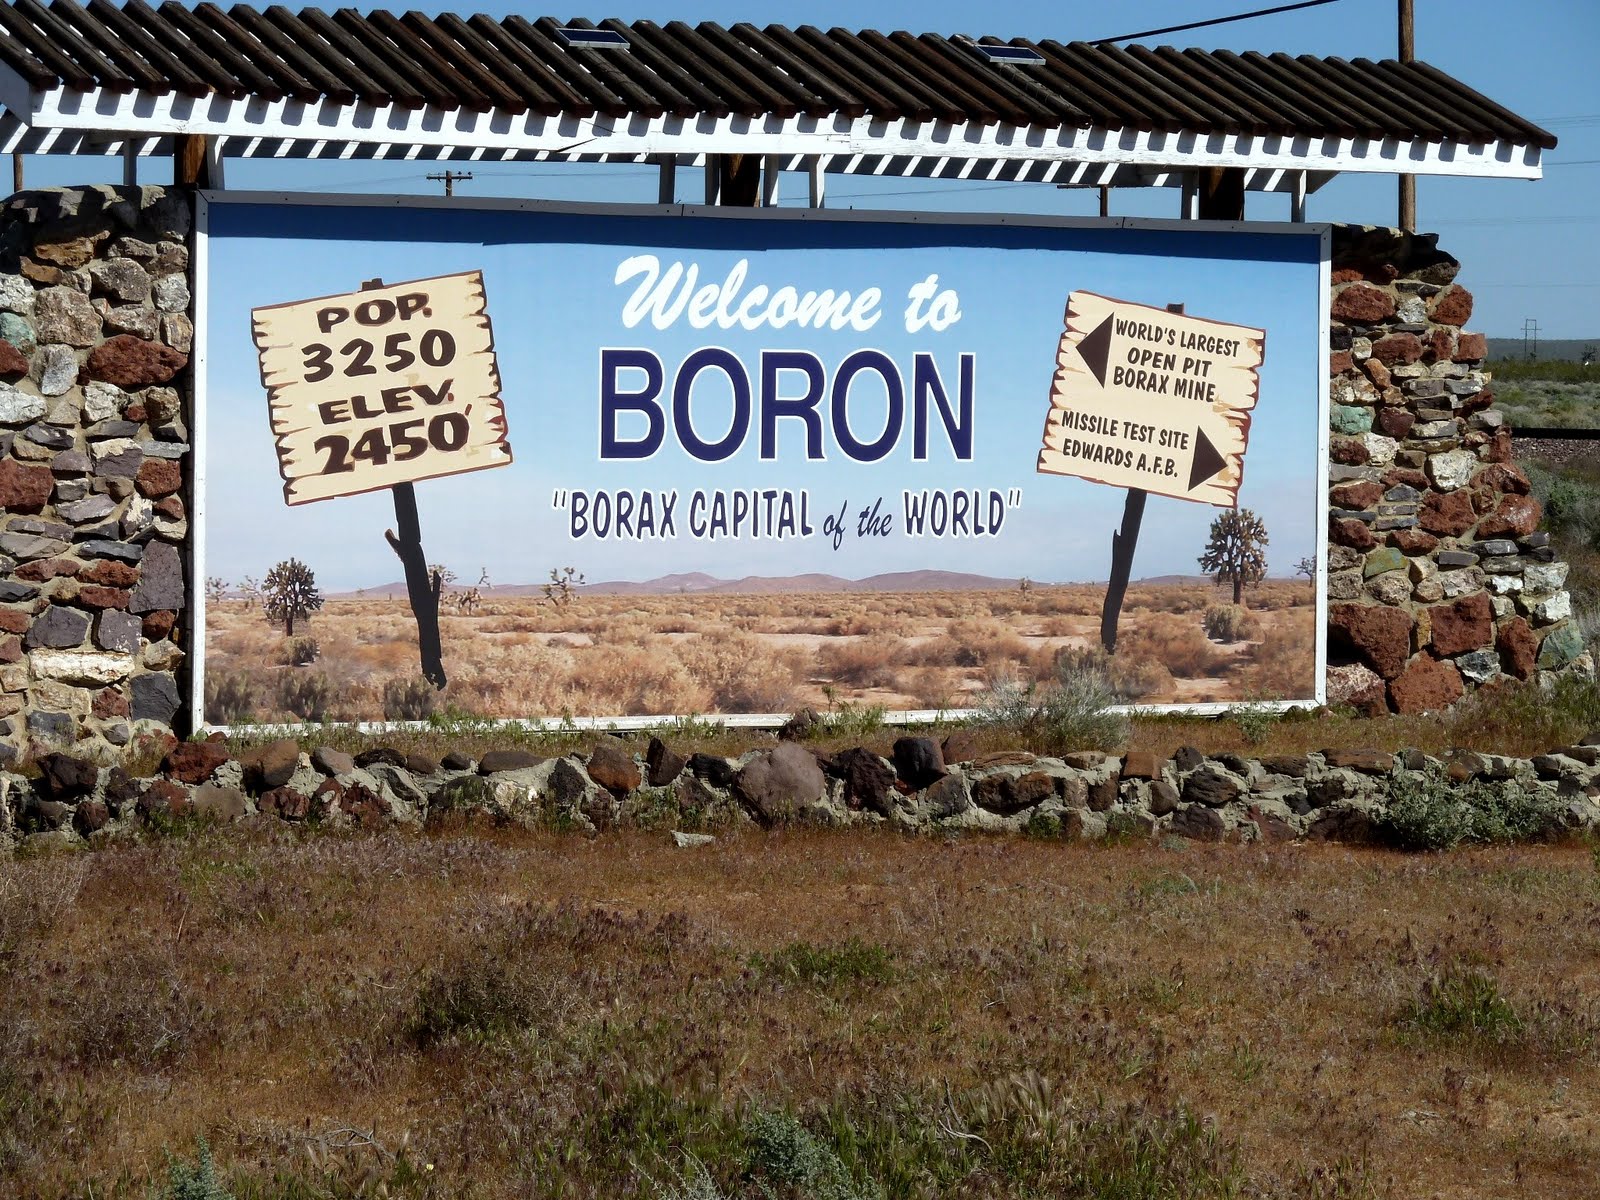 POP.
3250
ELEV.
2450'
Welcome to
BORON
"BORAX CAPITAL of the WORLD"
WORLD'S LARGEST
OPEN PIT
BORAX MINE
MISSILE TEST SITE
EDWARDS A.F.B.